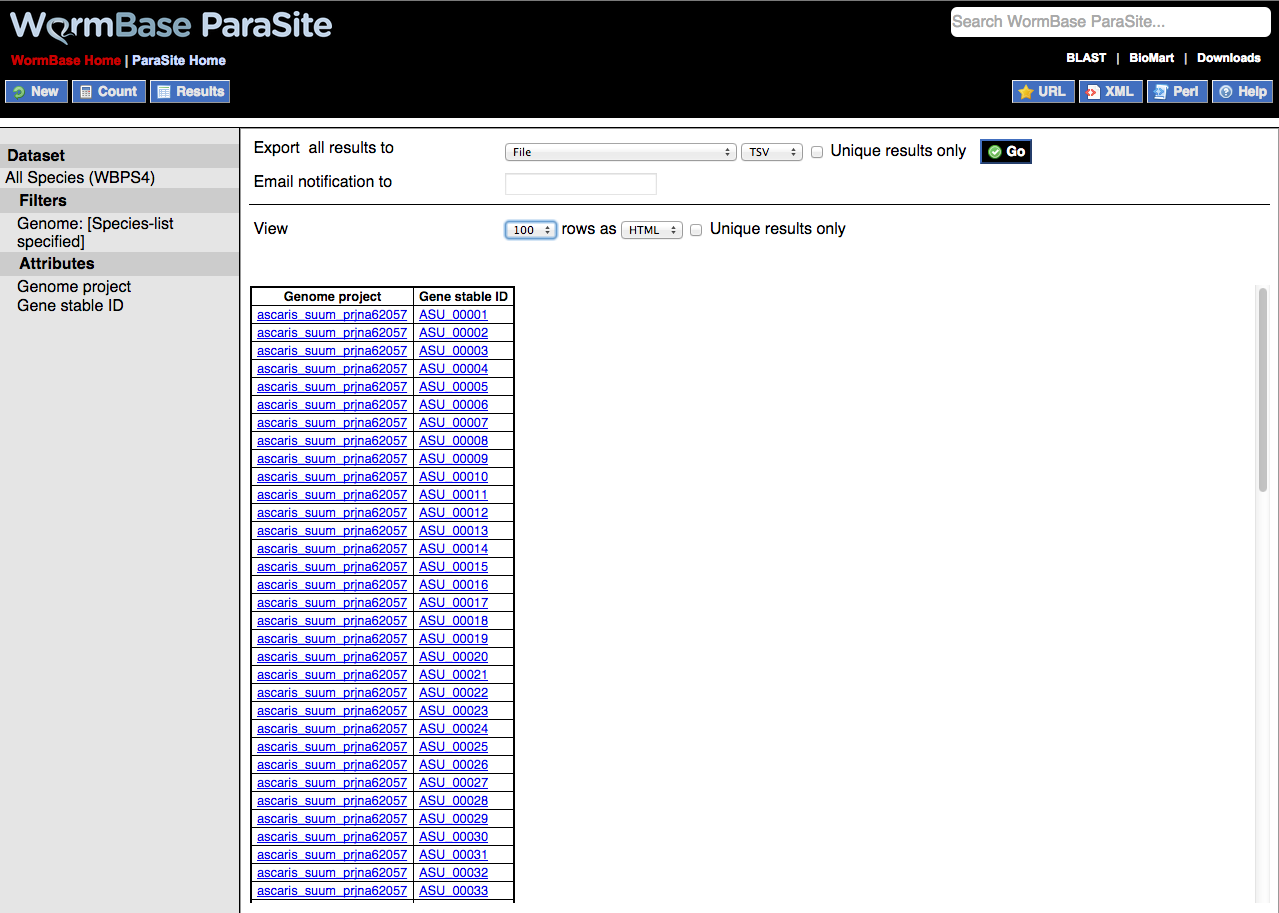 WormBase ParaSite
Search WormBase ParaSite...
WormBase Home | ParaSite Home
BLAST | BioMart | Downloads
New Count Results
URL XML Perl Help
Dataset
All Species (WBPS4)
Filters
Genome: [Species-list
specified]
Attributes
Genome project
Gene stable ID
Export all results to File TSV Unique results only Go
Email notification to
View 100 rows as HTML Unique results only
Genome project Gene stable ID
ascaris_suum_prjna62057 ASU_00001
ascaris_suum_prjna62057 ASU_00002
ascaris_suum_prjna62057 ASU_00003
ascaris_suum_prjna62057 ASU_00004
ascaris_suum_prjna62057 ASU_00005
ascaris_suum_prjna62057 ASU_00006
ascaris_suum_prjna62057 ASU_00007
ascaris_suum_prjna62057 ASU_00008
ascaris_suum_prjna62057 ASU_00009
ascaris_suum_prjna62057 ASU_00010
ascaris_suum_prjna62057 ASU_00011
ascaris_suum_prjna62057 ASU_00012
ascaris_suum_prjna62057 ASU_00013
ascaris_suum_prjna62057 ASU_00014
ascaris_suum_prjna62057 ASU_00015
ascaris_suum_prjna62057 ASU_00016
ascaris_suum_prjna62057 ASU_00017
ascaris_suum_prjna62057 ASU_00018
ascaris_suum_prjna62057 ASU_00019
ascaris_suum_prjna62057 ASU_00020
ascaris_suum_prjna62057 ASU_00021
ascaris_suum_prjna62057 ASU_00022
ascaris_suum_prjna62057 ASU_00023
ascaris_suum_prjna62057 ASU_00024
ascaris_suum_prjna62057 ASU_00025
ascaris_suum_prjna62057 ASU_00026
ascaris_suum_prjna62057 ASU_00027
ascaris_suum_prjna62057 ASU_00028
ascaris_suum_prjna62057 ASU_00029
ascaris_suum_prjna62057 ASU_00030
ascaris_suum_prjna62057 ASU_00031
ascaris_suum_prjna62057 ASU_00032
ascaris_suum_prjna62057 ASU_00033